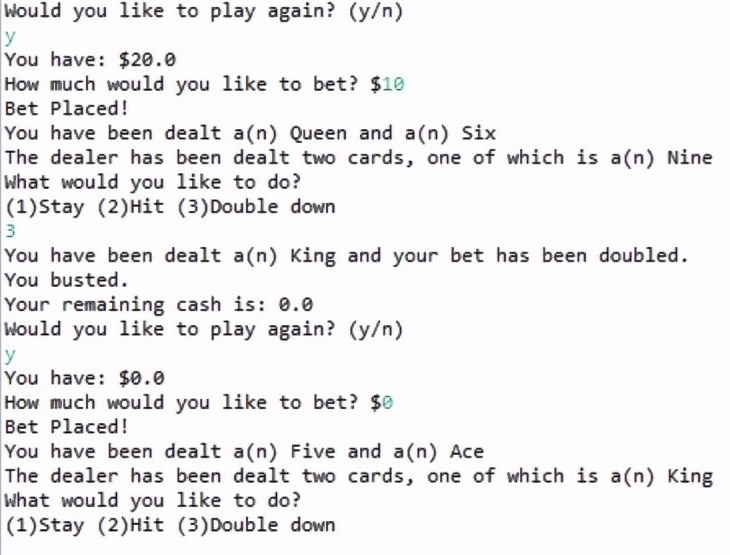 Would you like to play again? (y/n)
y
You have: $20.0
How much would you like to bet? $10
Bet Placed!
You have been dealt a(n) Queen and a(n) Six
The dealer has been dealt two cards, one of which is a(n) Nine
What would you like to do?
(1)Stay (2)Hit (3)Double down
3
You have been dealt a(n) King and your bet has been doubled.
You busted.
Your remaining cash is: 0.0
Would you like to play again? (y/n)
y
You have: $0.0
How much would you like to bet? $0
Bet Placed!
You have been dealt a(n) Five and a(n) Ace
The dealer has been dealt two cards, one of which is a(n) King
What would you like to do?
(1)Stay (2)Hit (3)Double down